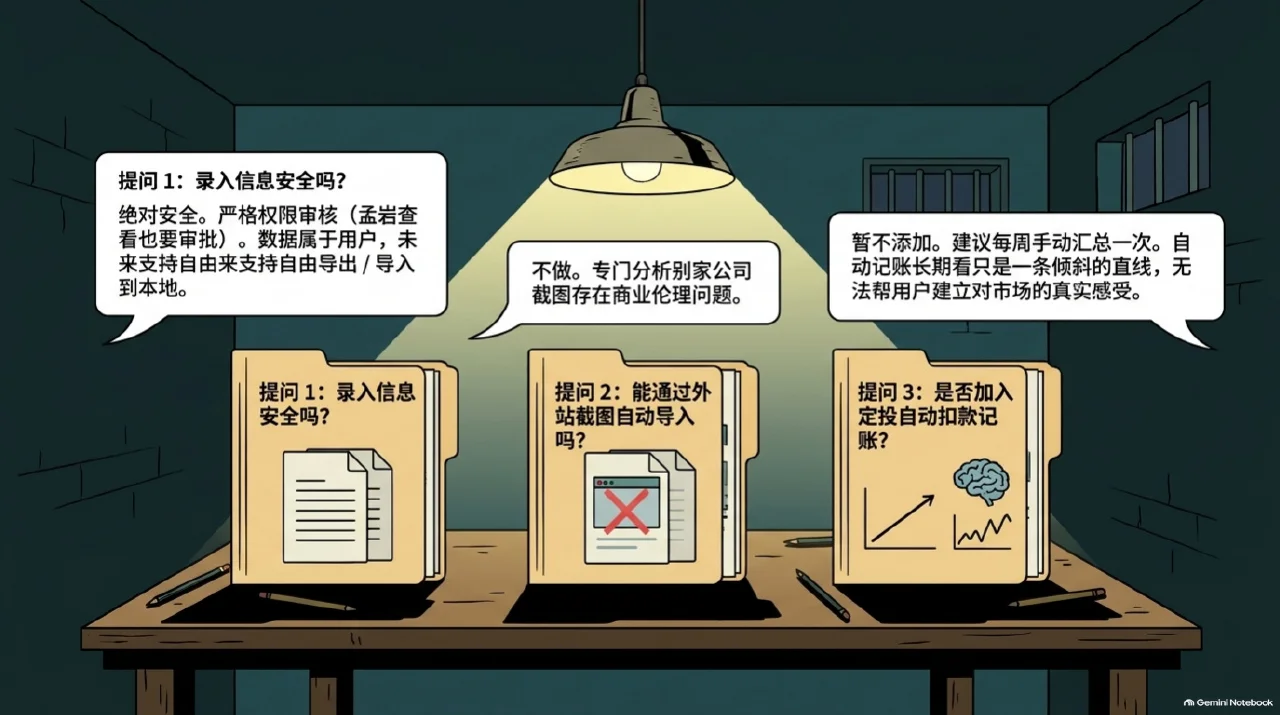 提问 1：录入信息安全吗？
绝对安全。严格权限审核（孟岩查
看也要审批）。数据属于用户，未
来支持自由来支持自由导出 / 导入
到本地。
不做。专门分析别家公司
截图存在商业伦理问题。
暂不添加。建议每周手动汇总一次。自
动记账长期看只是一条倾斜的直线，无
法帮用户建立对市场的真实感受。
提问 1：录入信息
安全吗？
提问 2：能通过外
站截图自动导入
吗？
提问 3：是否加入
定投自动扣款记
账？
Gemini Notebook